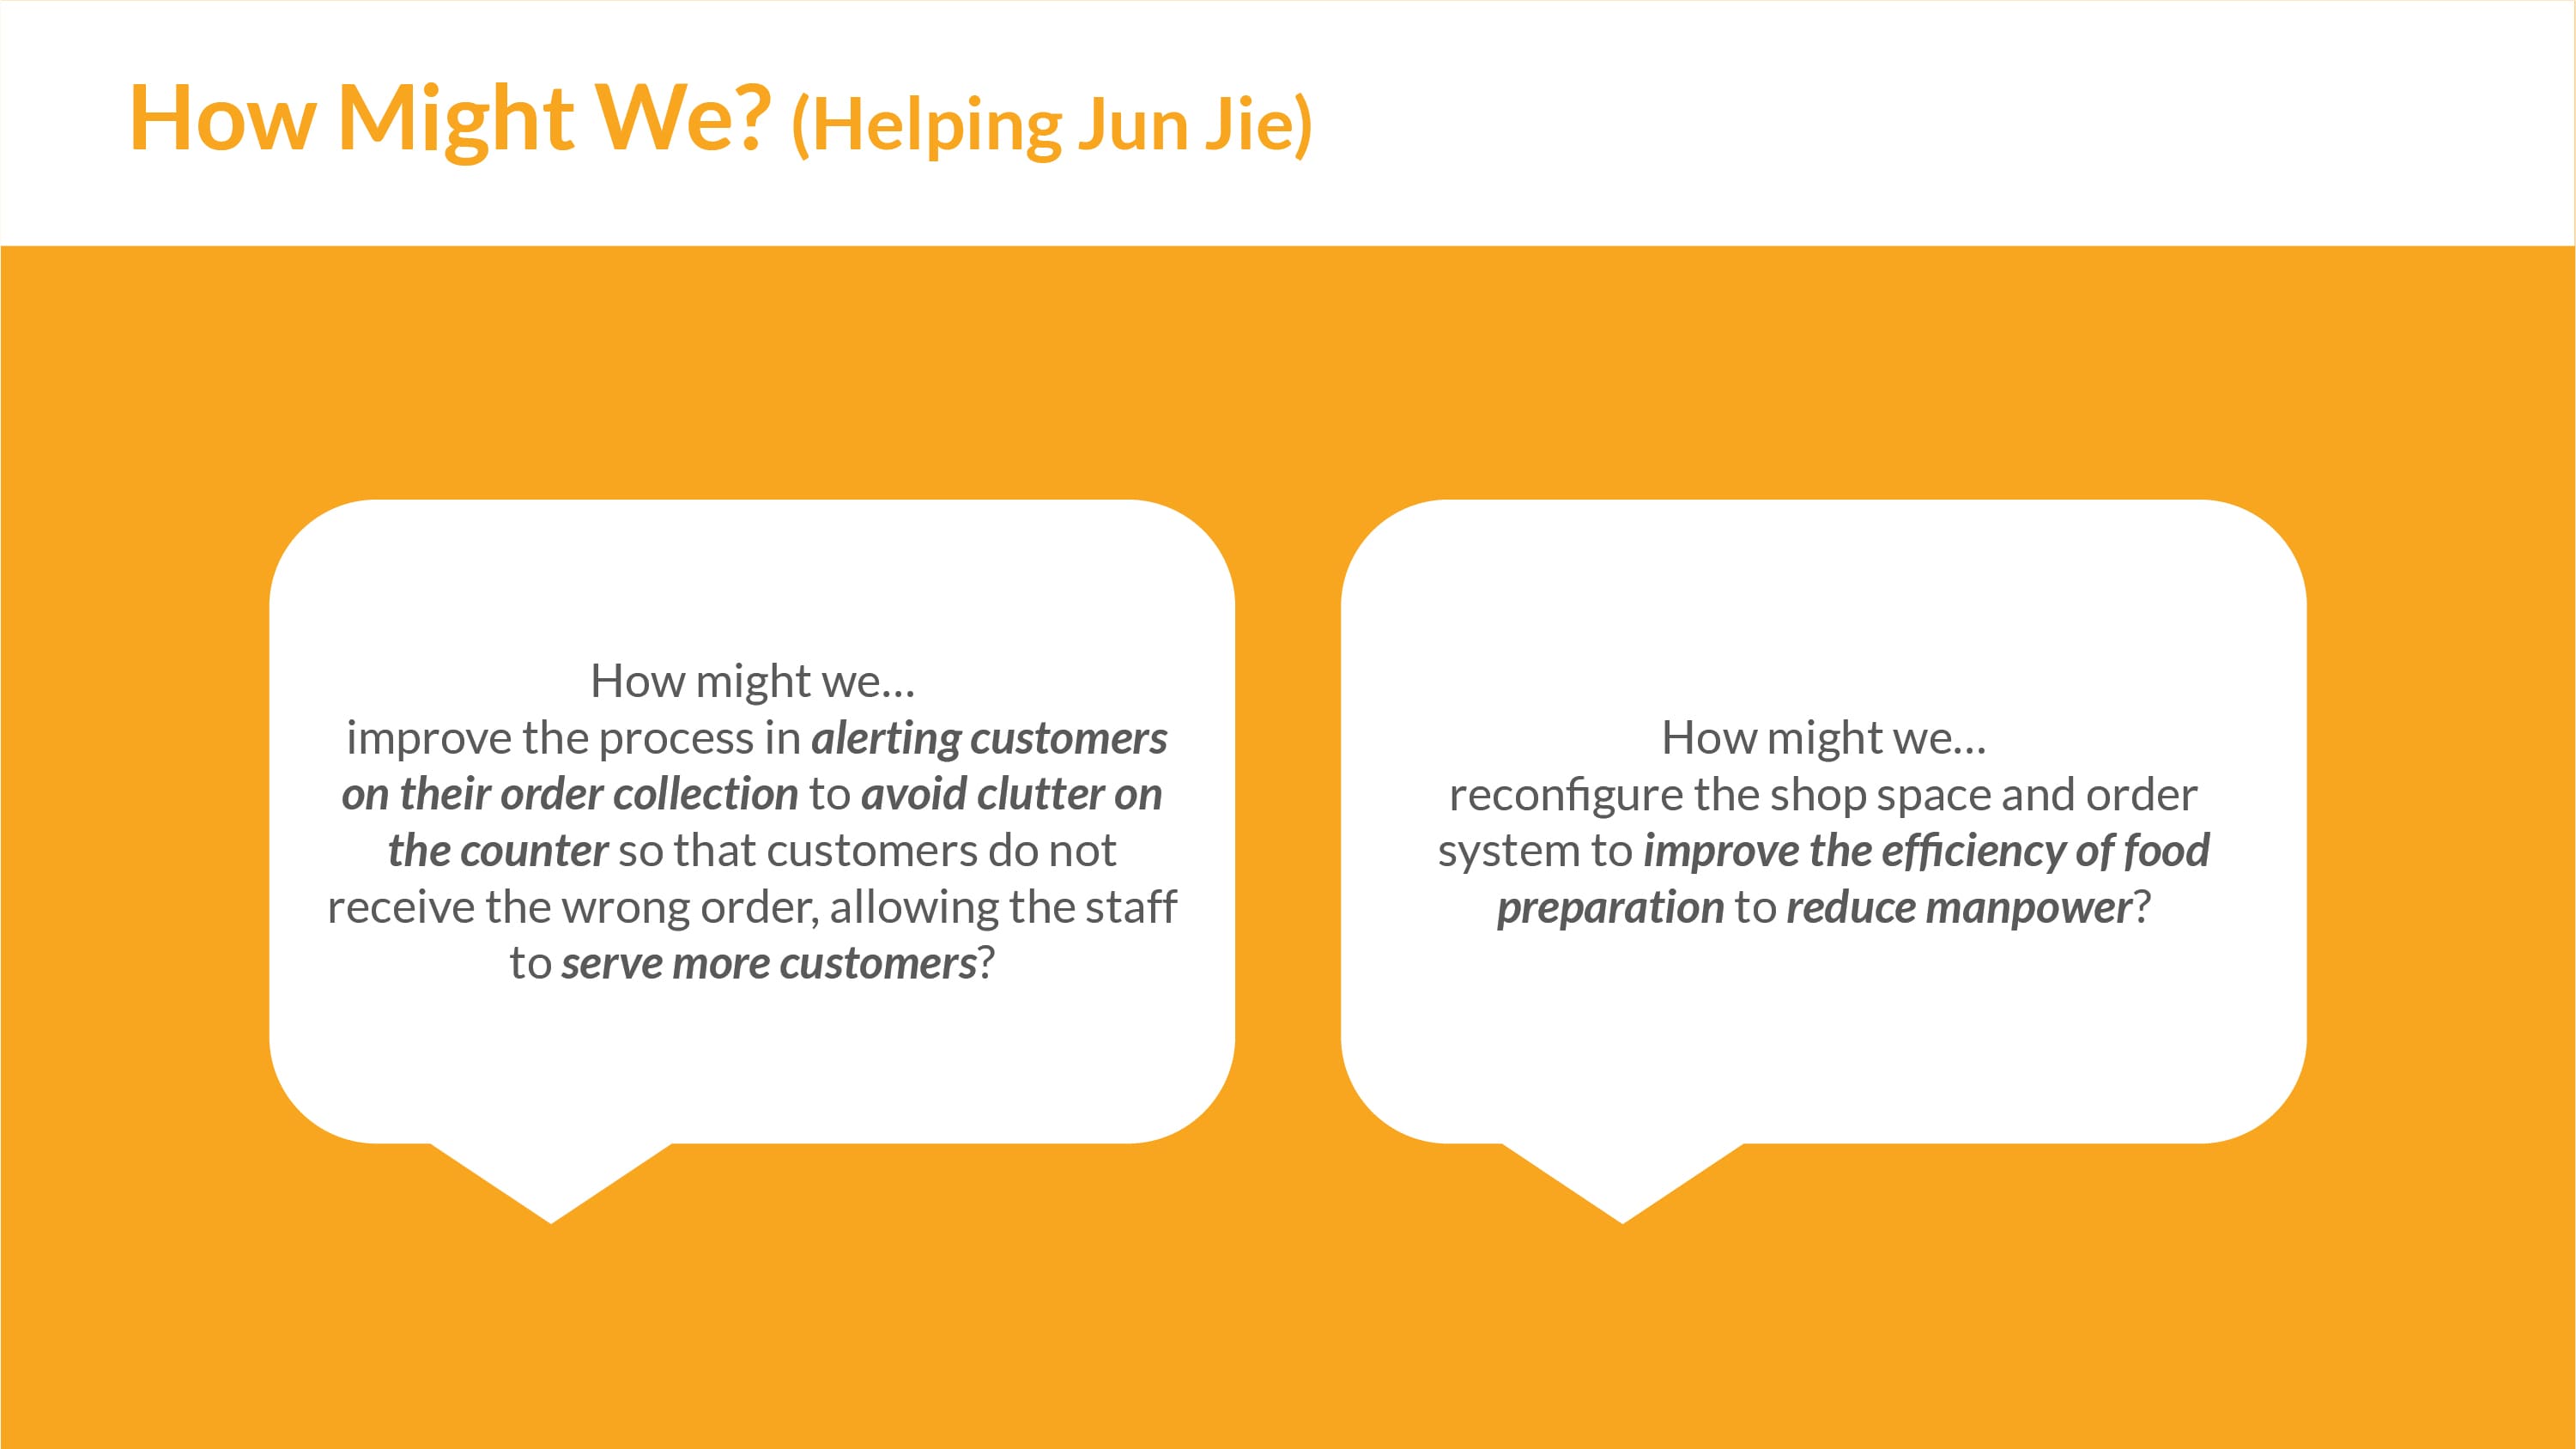 How Might We? (Helping Jun Jie)
How might we…
improve the process in alerting customers
on their order collection to avoid clutter on
the counter so that customers do not
receive the wrong order, allowing the staff
to serve more customers?
How might we…
reconfigure the shop space and order
system to improve the efficiency of food
preparation to reduce manpower?